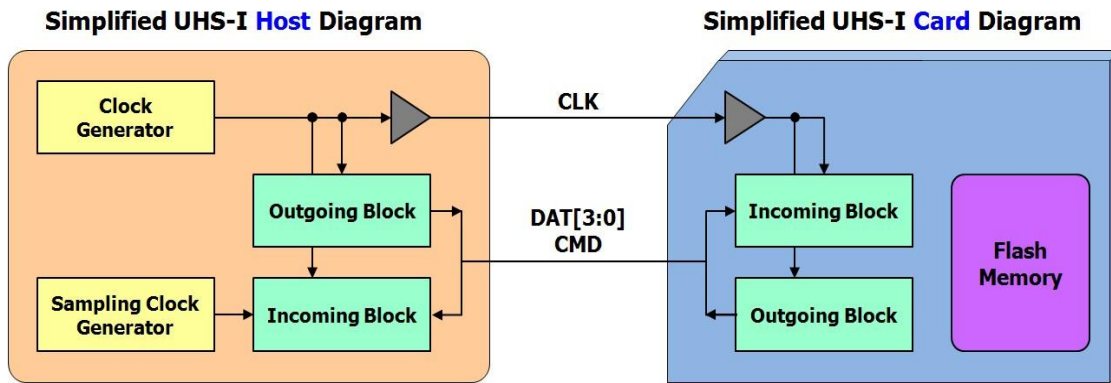 Simplified UHS-I Host Diagram
Simplified UHS-I Card Diagram
Clock
Generator
CLK
Outgoing Block
Incoming Block
DAT[3:0]
CMD
Flash
Memory
Sampling Clock
Generator
Incoming Block
Outgoing Block